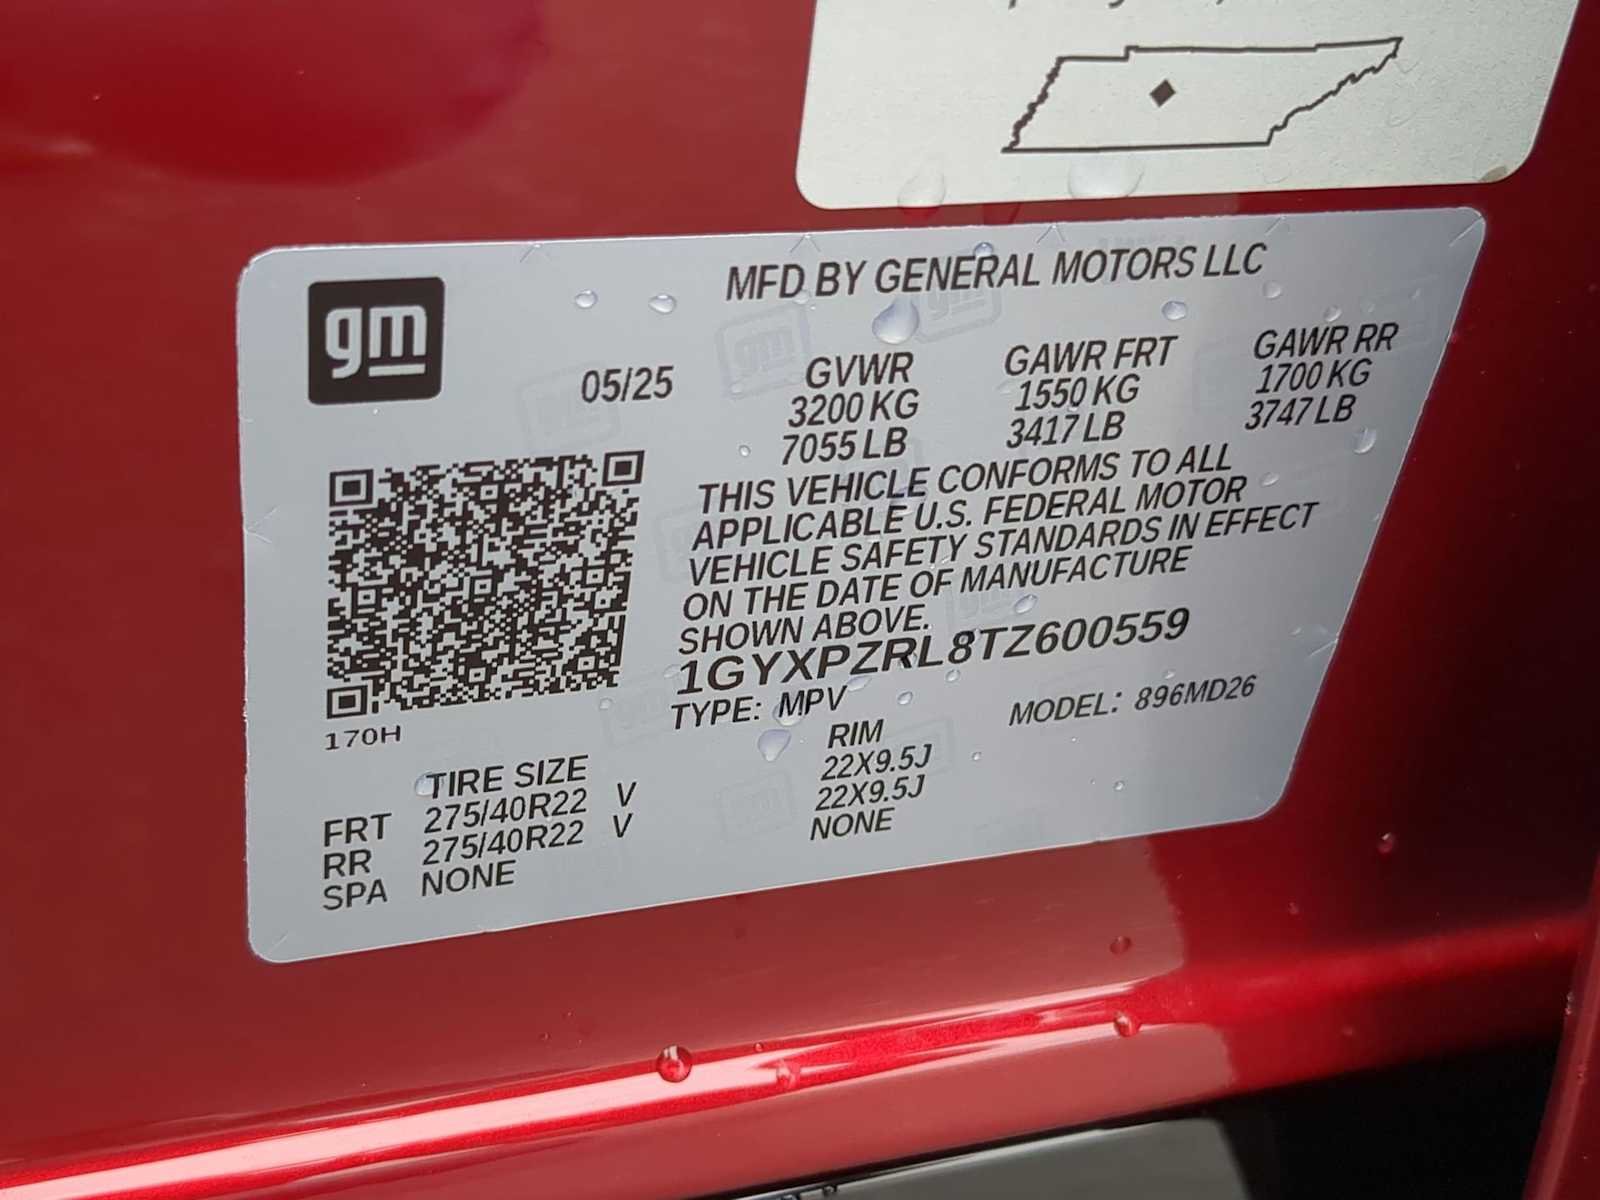 gm
MFD BY GENERAL MOTORS LLC
05/25
GVWR GAWR FRT GAWR RR
3200 KG 1550 KG 1700 KG
7055 LB 3417 LB 3747 LB
THIS VEHICLE CONFORMS TO ALL
APPLICABLE U.S. FEDERAL MOTOR
VEHICLE SAFETY STANDARDS IN EFFECT
ON THE DATE OF MANUFACTURE
SHOWN ABOVE.
1GYXPZRL8TZ600559
TYPE: MPV MODEL: 896MD26
170H
TIRE SIZE RIM
FRT 275/40R22 V 22X9.5J
RR 275/40R22 V 22X9.5J
SPA NONE NONE